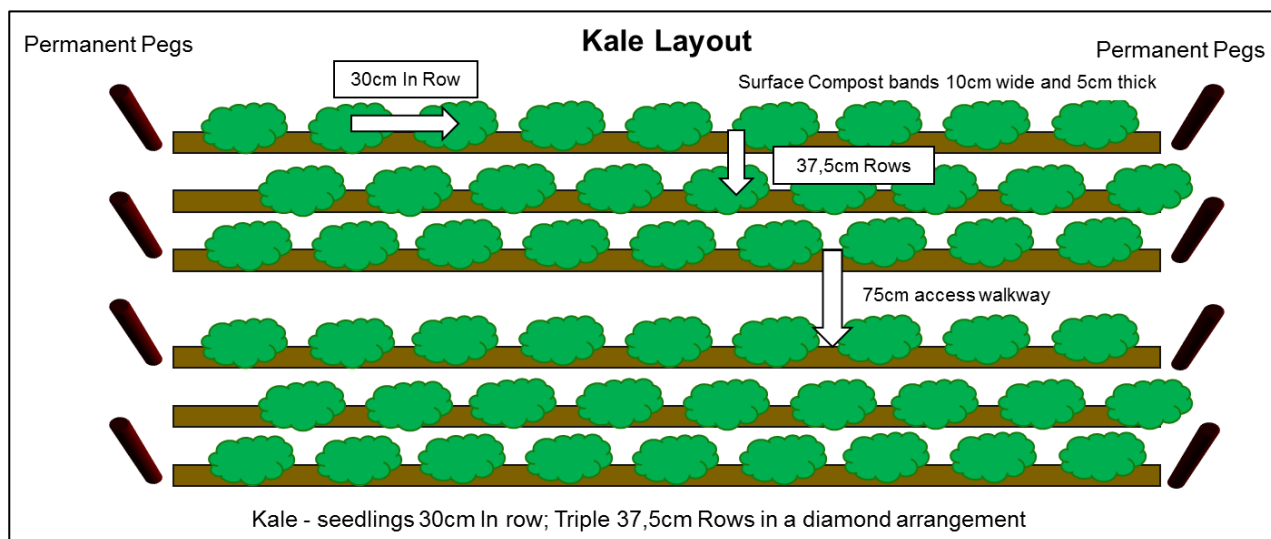 Kale Layout
Permanent Pegs
Permanent Pegs
30cm In Row
Surface Compost bands 10cm wide and 5cm thick
37,5cm Rows
75cm access walkway
Kale - seedlings 30cm In row; Triple 37,5cm Rows in a diamond arrangement